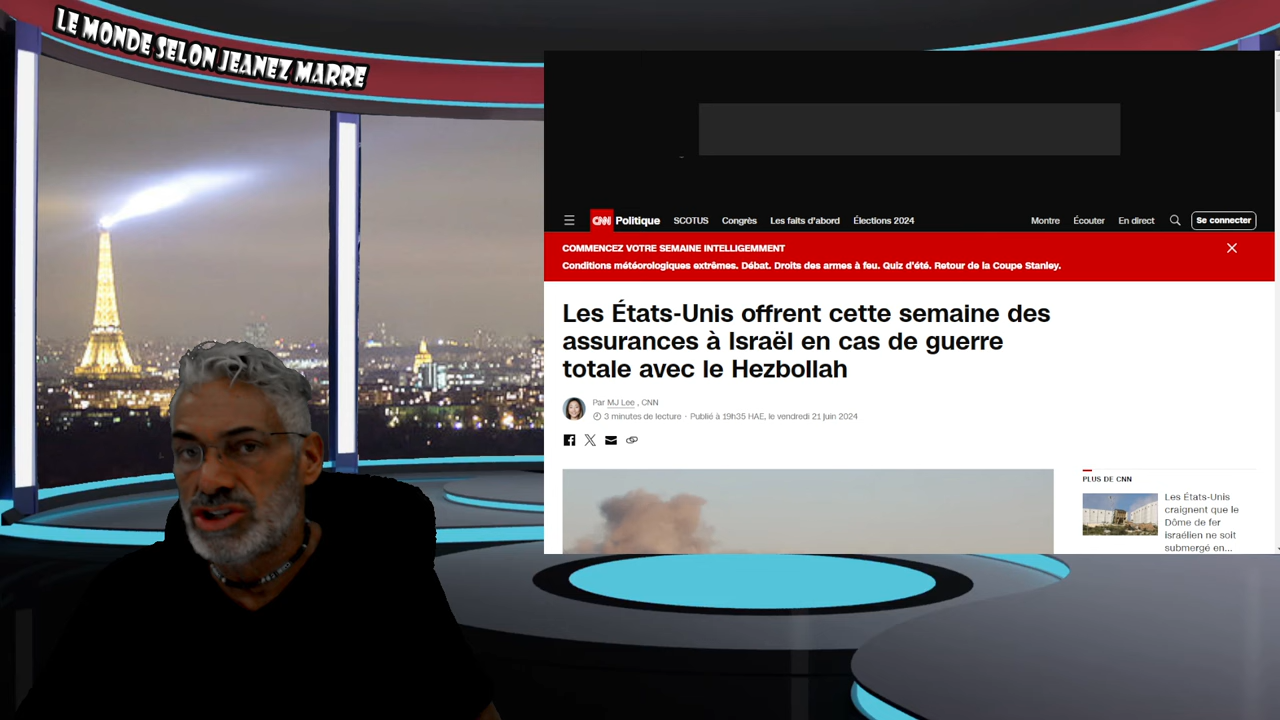 LE MONDE SELON JEANEZ MARRE
CNN Politique SCOTUS Congrès Les faits d'abord Élections 2024 Montre Écouter En direct Se connecter
COMMENCEZ VOTRE SEMAINE INTELLIGEMMENT
Conditions météorologiques extrêmes. Débat. Droits des armes à feu. Quiz d'été. Retour de la Coupe Stanley.
Les États-Unis offrent cette semaine des
assurances à Israël en cas de guerre
totale avec le Hezbollah
Par MJ Lee , CNN
3 minutes de lecture · Publié à 19h35 HAE, le vendredi 21 juin 2024
PLUS DE CNN
Les États-Unis
craignent que le
Dôme de fer
israélien ne soit
submergé en...